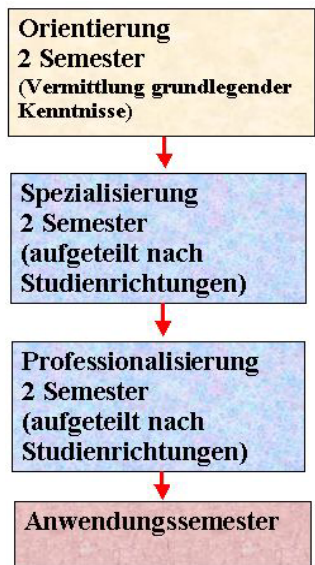 Orientierung
2 Semester
(Vermittlung grundlegender
Kenntnisse)
Spezialisierung
2 Semester
(aufgeteilt nach
Studienrichtungen)
Professionalisierung
2 Semester
(aufgeteilt nach
Studienrichtungen)
Anwendungssemester